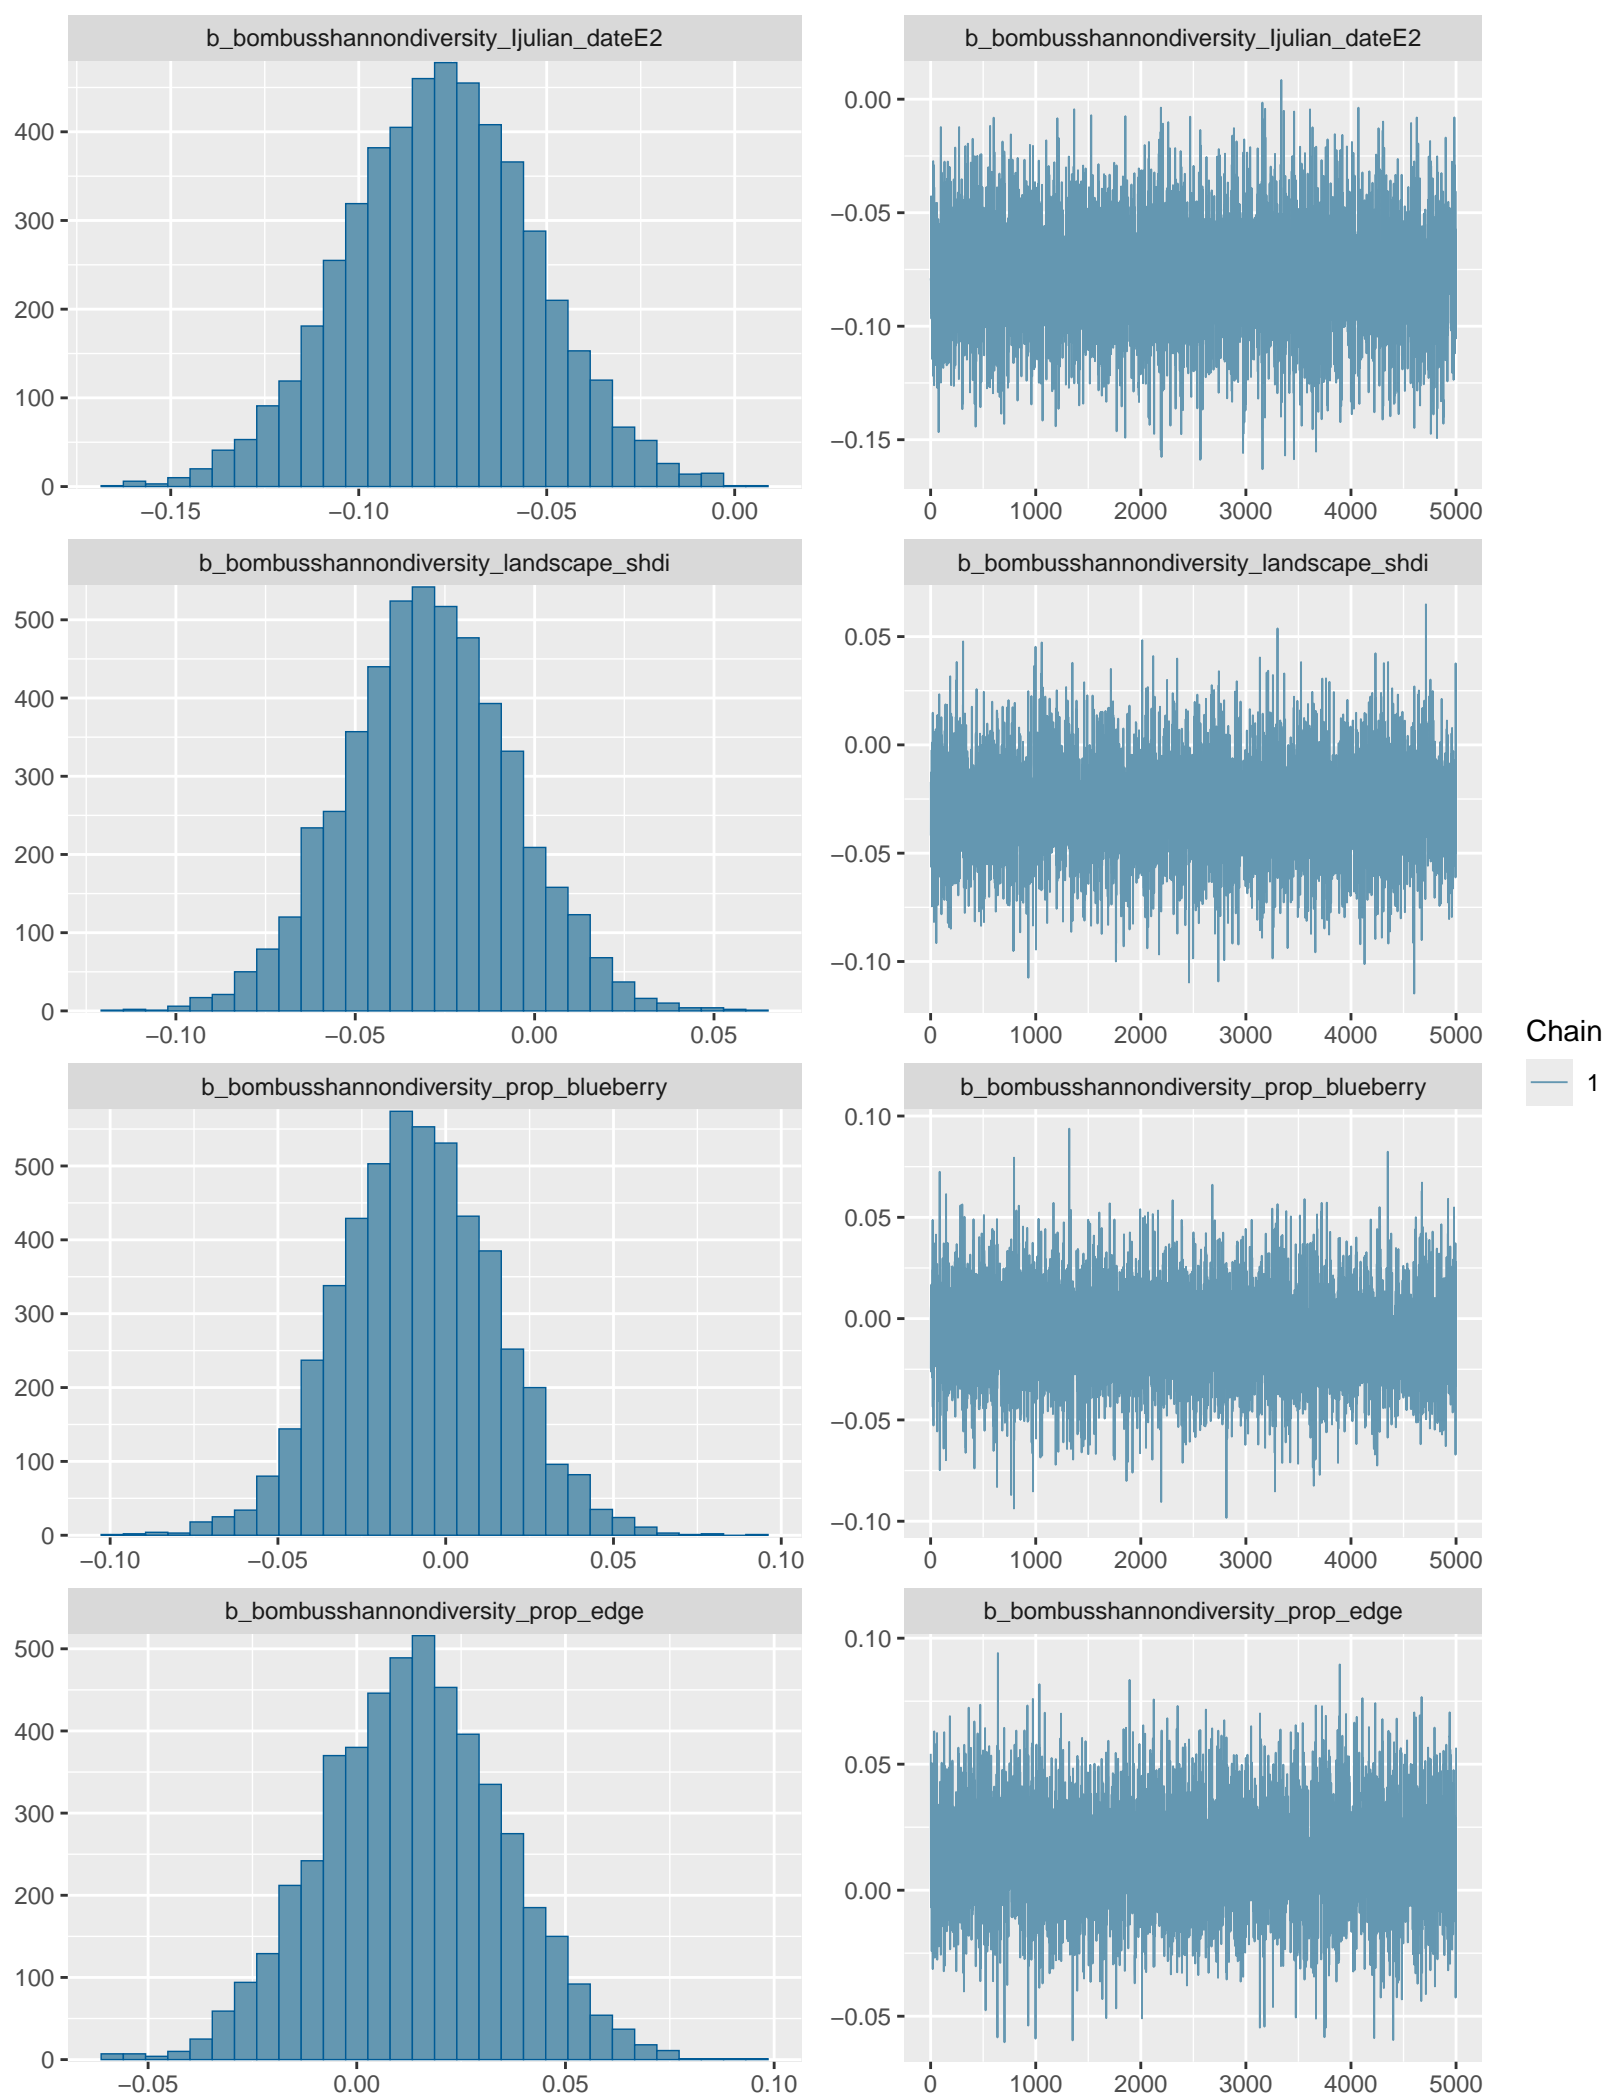 b_bombusshannondiversity_Ijulian_dateE2
b_bombusshannondiversity_Ijulian_dateE2
400
300
200
100
0
−0.15 −0.10 −0.05 0.00
0.00
−0.05
−0.10
−0.15
0 1000 2000 3000 4000 5000
b_bombusshannondiversity_landscape_shdi
b_bombusshannondiversity_landscape_shdi
500
400
300
200
100
0
−0.10 −0.05 0.00 0.05
0.05
0.00
−0.05
−0.10
0 1000 2000 3000 4000 5000
Chain
1
b_bombusshannondiversity_prop_blueberry
b_bombusshannondiversity_prop_blueberry
500
400
300
200
100
0
−0.10 −0.05 0.00 0.05 0.10
0.10
0.05
0.00
−0.05
−0.10
0 1000 2000 3000 4000 5000
b_bombusshannondiversity_prop_edge
b_bombusshannondiversity_prop_edge
500
400
300
200
100
0
−0.05 0.00 0.05 0.10
0.10
0.05
0.00
−0.05
0 1000 2000 3000 4000 5000